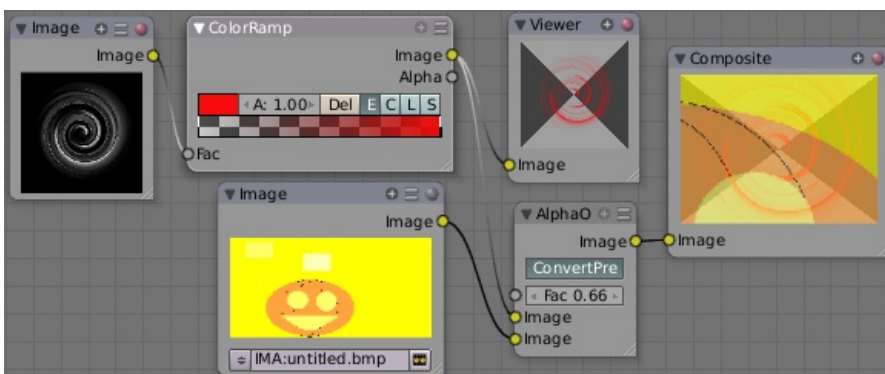 Image
Image
ColorRamp
Image
Alpha
A: 1.00
Del
E
C
L
S
Fac
Viewer
Image
Composite
Image
Image
Image
IMA:untitled.bmp
AlphaO
Image
ConvertPre
Fac 0.66
Image
Image